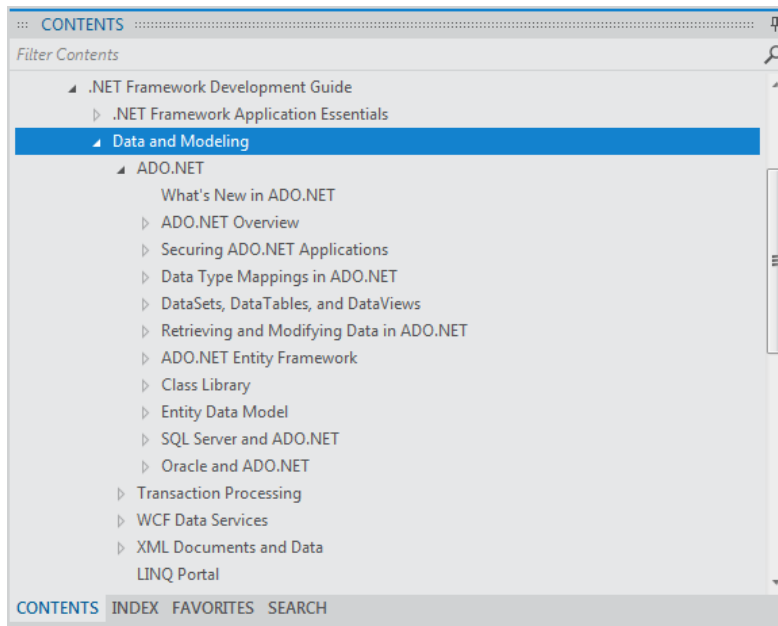 CONTENTS
Filter Contents
.NET Framework Development Guide
.NET Framework Application Essentials
Data and Modeling
ADO.NET
What's New in ADO.NET
ADO.NET Overview
Securing ADO.NET Applications
Data Type Mappings in ADO.NET
DataSets, DataTables, and DataViews
Retrieving and Modifying Data in ADO.NET
ADO.NET Entity Framework
Class Library
Entity Data Model
SQL Server and ADO.NET
Oracle and ADO.NET
Transaction Processing
WCF Data Services
XML Documents and Data
LINQ Portal
CONTENTS INDEX FAVORITES SEARCH